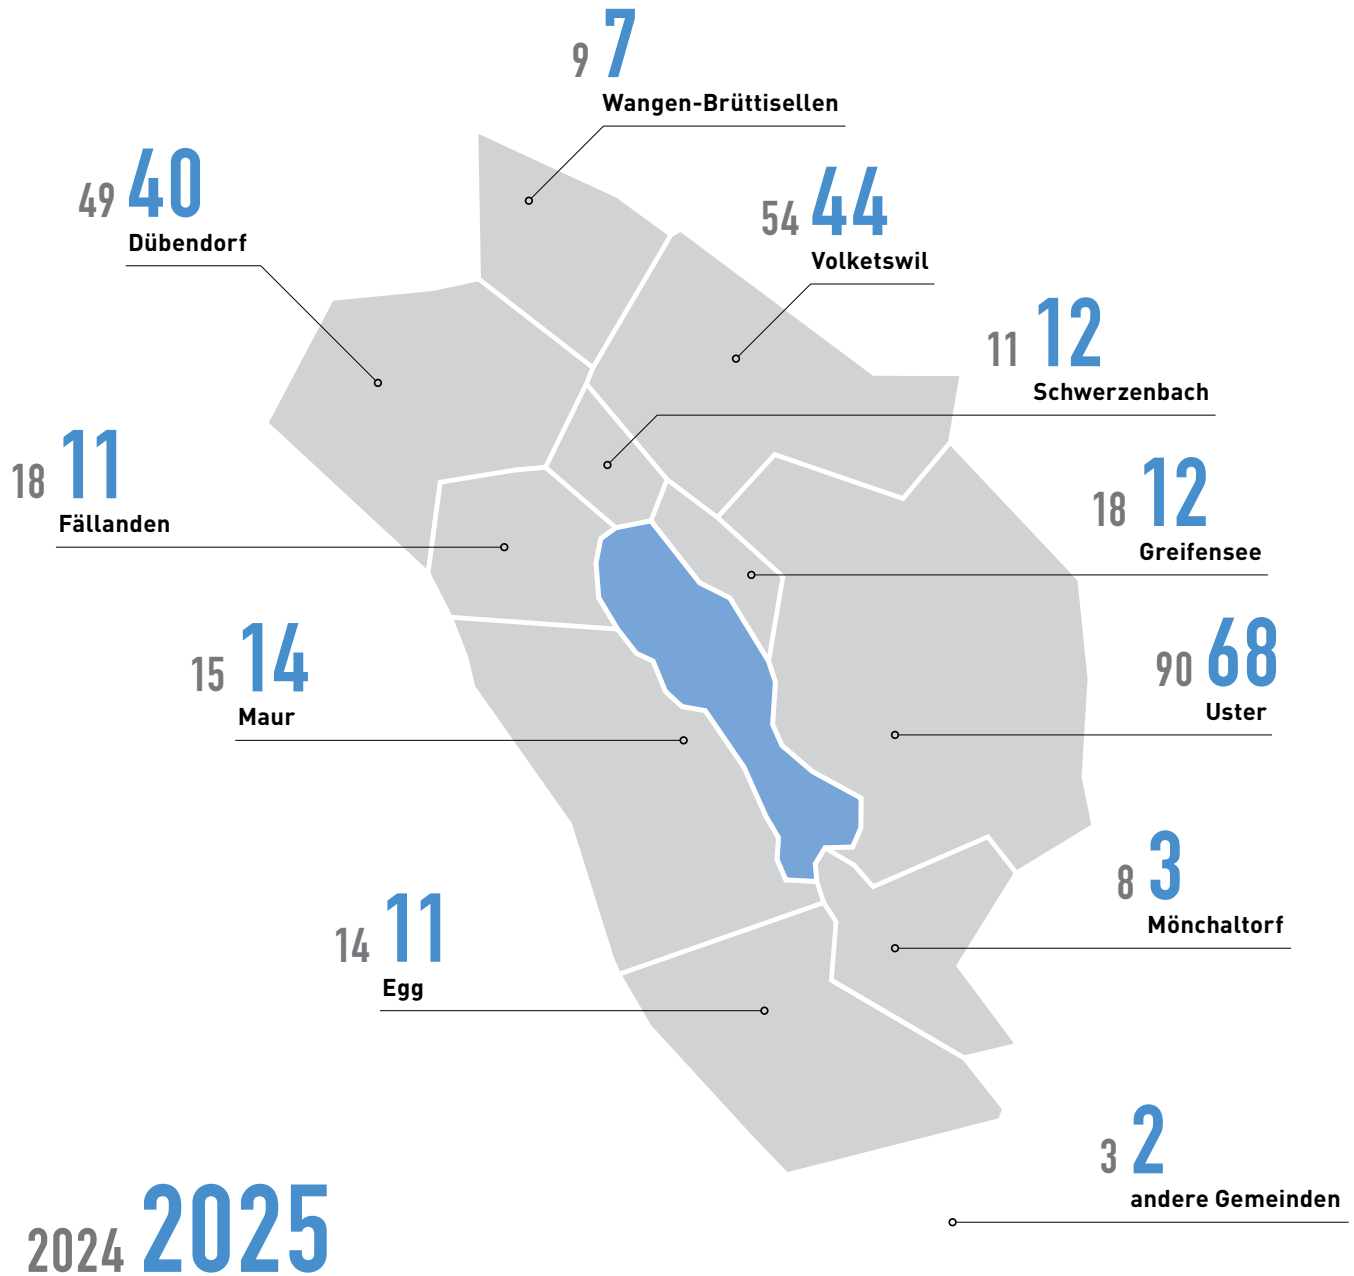 9 7
Wangen-Brüttisellen
49 40
Dübendorf
54 44
Volketswil
11 12
Schwerzenbach
18 11
Fällanden
18 12
Greifensee
15 14
Maur
90 68
Uster
8 3
Mönchaltorf
14 11
Egg
3 2
andere Gemeinden
2024 2025